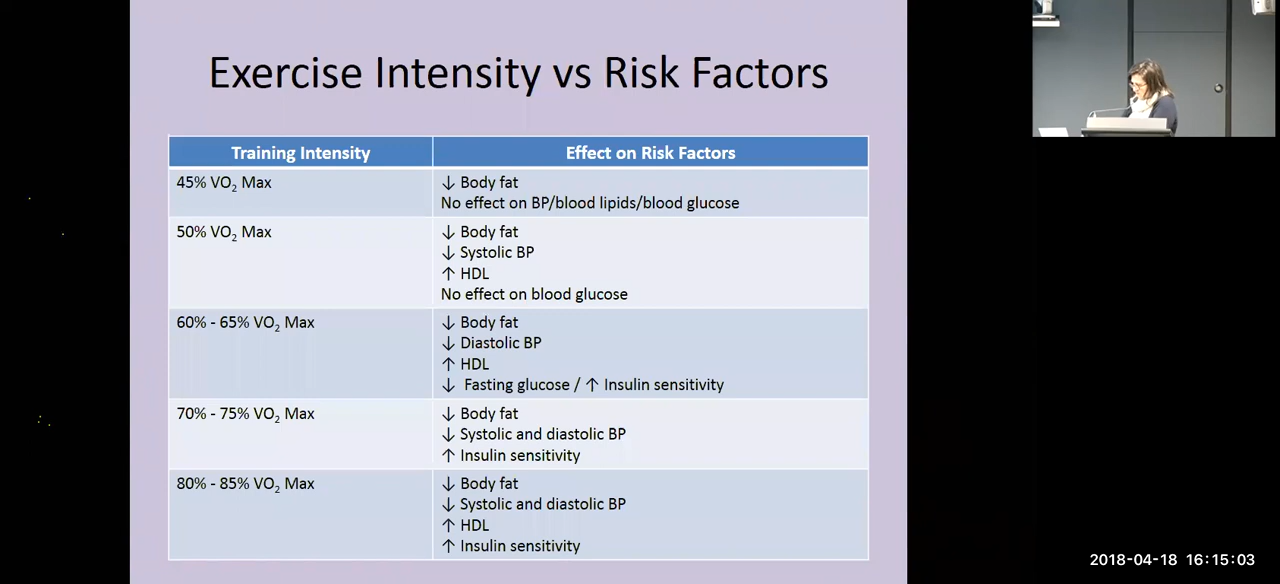 Exercise Intensity vs Risk Factors
Training Intensity
Effect on Risk Factors
45% VO₂ Max
↓ Body fat
No effect on BP/blood lipids/blood glucose
50% VO₂ Max
↓ Body fat
↓ Systolic BP
↑ HDL
No effect on blood glucose
60% - 65% VO₂ Max
↓ Body fat
↓ Diastolic BP
↑ HDL
↓ Fasting glucose / ↑ Insulin sensitivity
70% - 75% VO₂ Max
↓ Body fat
↓ Systolic and diastolic BP
↑ Insulin sensitivity
80% - 85% VO₂ Max
↓ Body fat
↓ Systolic and diastolic BP
↑ HDL
↑ Insulin sensitivity
2018-04-18 16:15:03